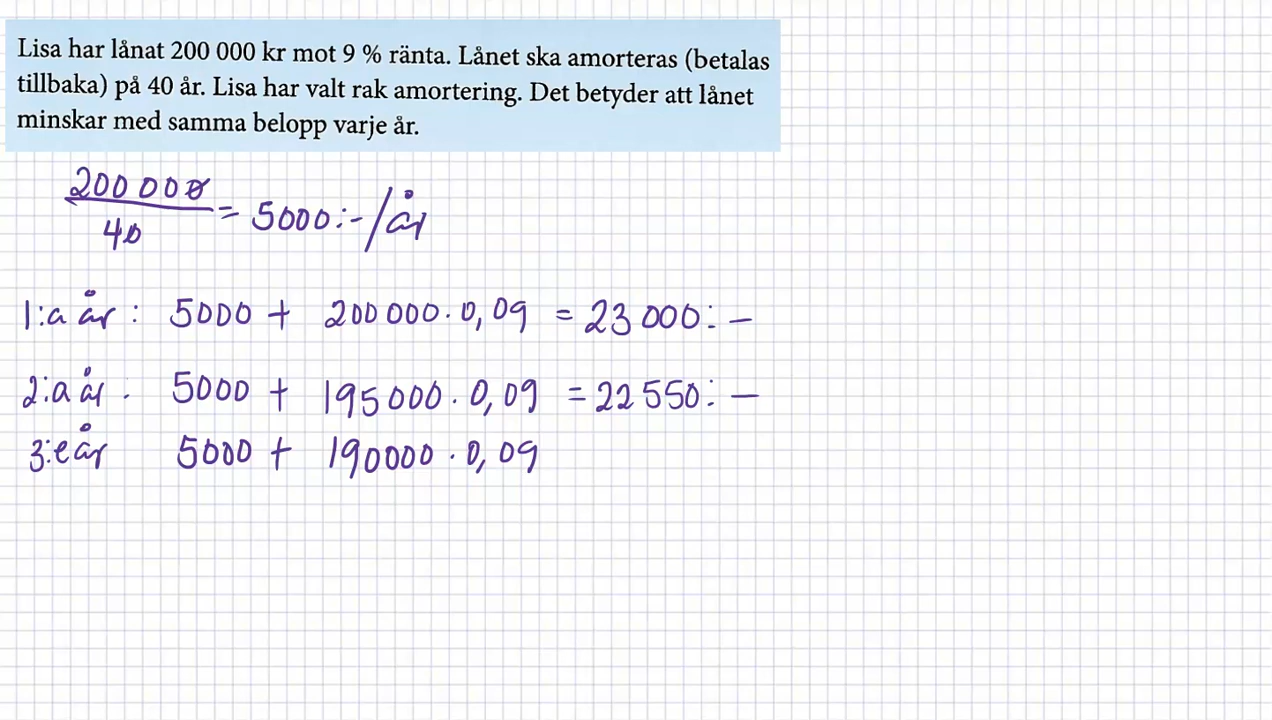 Lisa har lånat 200 000 kr mot 9 % ränta. Lånet ska amorteras (betalas
tillbaka) på 40 år. Lisa har valt rak amortering. Det betyder att lånet
minskar med samma belopp varje år.
200 000
40
= 5000:-/år
1:a år : 5000 + 200 000 · 0,09 = 23 000:-
2:a år : 5000 + 195000 · 0,09 = 22 550:-
3:e år 5000 + 190000 · 0,09